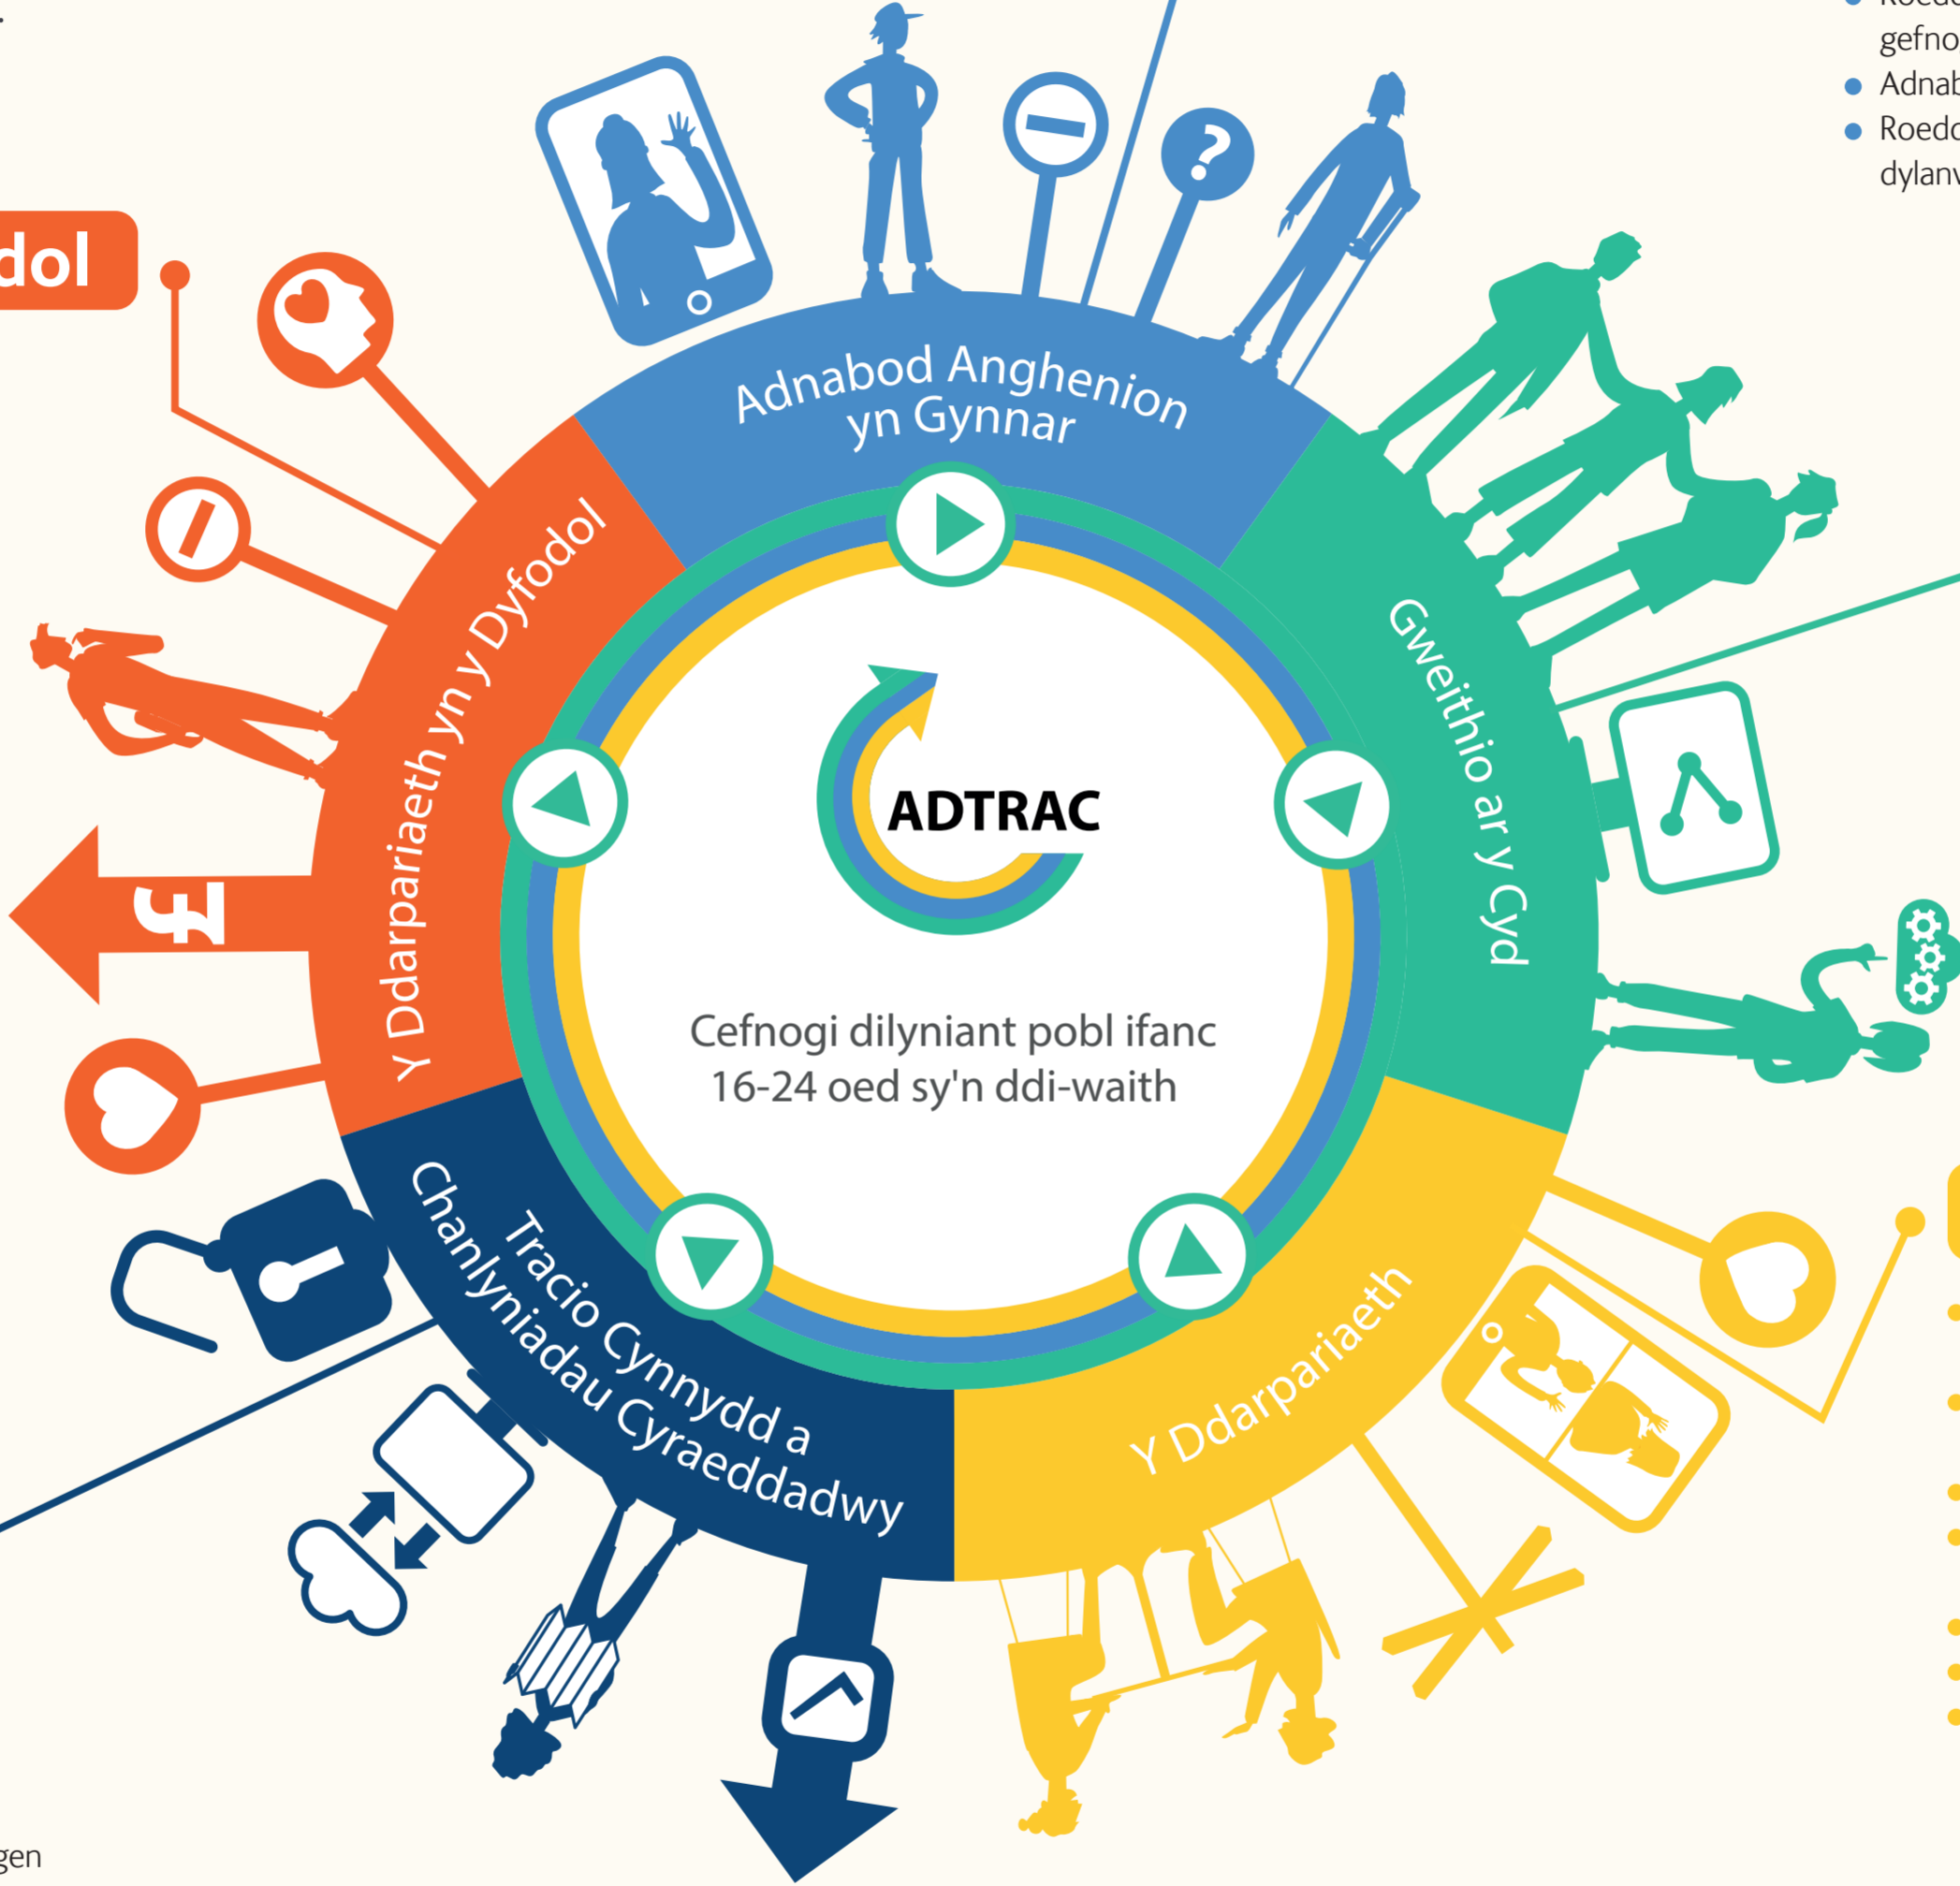 gefno
Adnab
dylanw
dol
Adnabod Anghenion
yn Gynnar
Gweithio ar y Cyd
Y Ddarpariaeth
Tracio Cynnydd a
Chanlyniadau Cyraeddadwy
Y Ddarpariaeth yn y Dyfodol
?
£
ADTRAC
Cefnogi dilyniant pobl ifanc
16-24 oed sy'n ddi-waith
gen